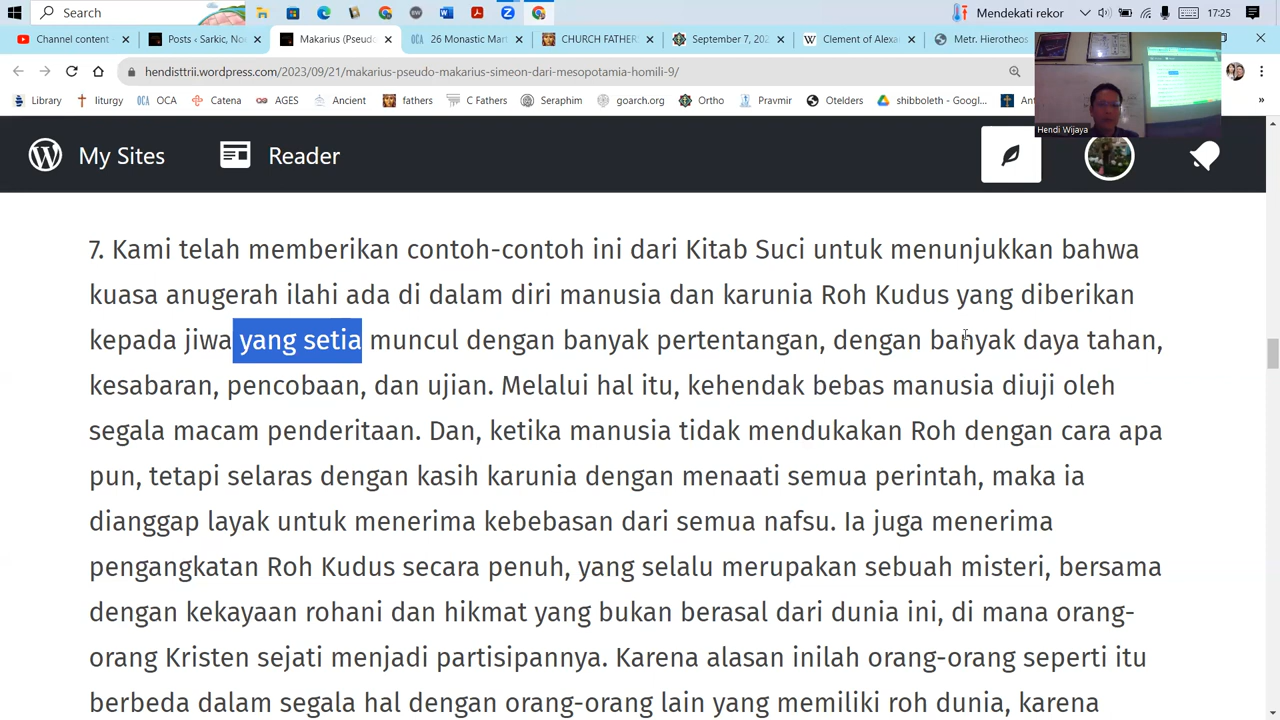 Search
Mendekati rekor
17:25
Channel content
Posts ‹ Sarkic, No
Makarius (Pseudo
26 Monastic Mar
CHURCH FATHER
September 7, 202
Clement of Alexa
Metr. Hierotheos
hendisttrii.wordpress.com/2023/09/21/makarius-pseudo-makarius-simeon-dari-mesopotamia-homili-9/
Library
liturgy
OCA
Catena
AGES
Ancient
fathers
C Fathers
Seraphim
goarch.org
Ortho
Pravmir
Otelders
shibboleth - Googl...
Hendi Wijaya
My Sites
Reader
7. Kami telah memberikan contoh-contoh ini dari Kitab Suci untuk menunjukkan bahwa
kuasa anugerah ilahi ada di dalam diri manusia dan karunia Roh Kudus yang diberikan
kepada jiwa yang setia muncul dengan banyak pertentangan, dengan banyak daya tahan,
kesabaran, pencobaan, dan ujian. Melalui hal itu, kehendak bebas manusia diuji oleh
segala macam penderitaan. Dan, ketika manusia tidak mendukakan Roh dengan cara apa
pun, tetapi selaras dengan kasih karunia dengan menaati semua perintah, maka ia
dianggap layak untuk menerima kebebasan dari semua nafsu. Ia juga menerima
pengangkatan Roh Kudus secara penuh, yang selalu merupakan sebuah misteri, bersama
dengan kekayaan rohani dan hikmat yang bukan berasal dari dunia ini, di mana orang-
orang Kristen sejati menjadi partisipannya. Karena alasan inilah orang-orang seperti itu
berbeda dalam segala hal dengan orang-orang lain yang memiliki roh dunia, karena